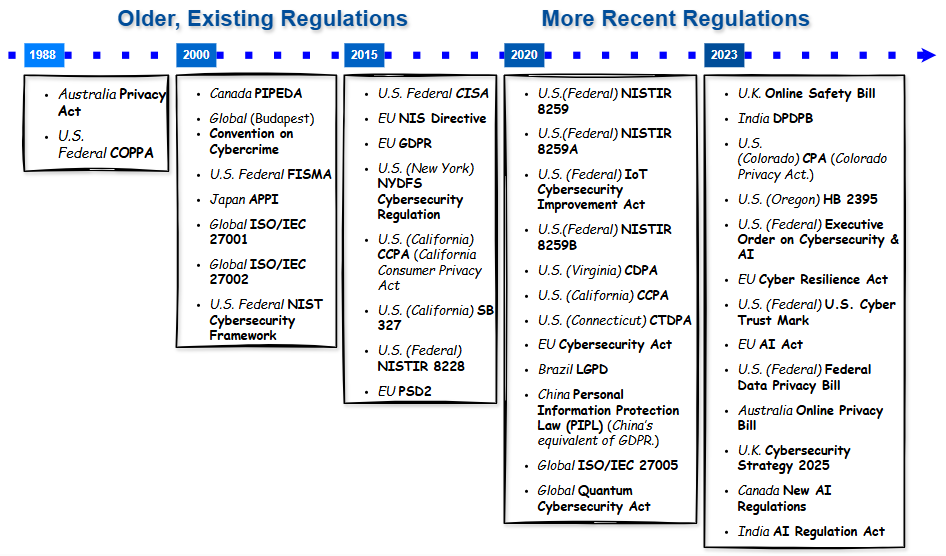 Older, Existing Regulations
More Recent Regulations
1988
2000
2015
2020
2023
Australia Privacy
Act
U.S.
Federal COPPA
Canada PIPEDA
Global (Budapest)
Convention on
Cybercrime
U.S. Federal FISMA
Japan APPI
Global ISO/IEC
27001
Global ISO/IEC
27002
U.S. Federal NIST
Cybersecurity
Framework
U.S. Federal CISA
EU NIS Directive
EU GDPR
U.S. (New York)
NYDFS
Cybersecurity
Regulation
U.S. (California)
CCPA (California
Consumer Privacy
Act
U.S. (California) SB
327
U.S. (Federal)
NISTIR 8228
EU PSD2
U.S.(Federal) NISTIR
8259
U.S.(Federal) NISTIR
8259A
U.S. (Federal) IoT
Cybersecurity
Improvement Act
U.S.(Federal) NISTIR
8259B
U.S. (Virginia) CDPA
U.S. (California) CCPA
U.S. (Connecticut) CTDPA
EU Cybersecurity Act
Brazil LGPD
China Personal
Information Protection
Law (PIPL) (China's
equivalent of GDPR.)
Global ISO/IEC 27005
Global Quantum
Cybersecurity Act
U.K. Online Safety Bill
India DPDPB
U.S.
(Colorado) CPA (Colorado
Privacy Act.)
U.S. (Oregon) HB 2395
U.S. (Federal) Executive
Order on Cybersecurity &
AI
EU Cyber Resilience Act
U.S. (Federal) U.S. Cyber
Trust Mark
EU AI Act
U.S. (Federal) Federal
Data Privacy Bill
Australia Online Privacy
Bill
U.K. Cybersecurity
Strategy 2025
Canada New AI
Regulations
India AI Regulation Act